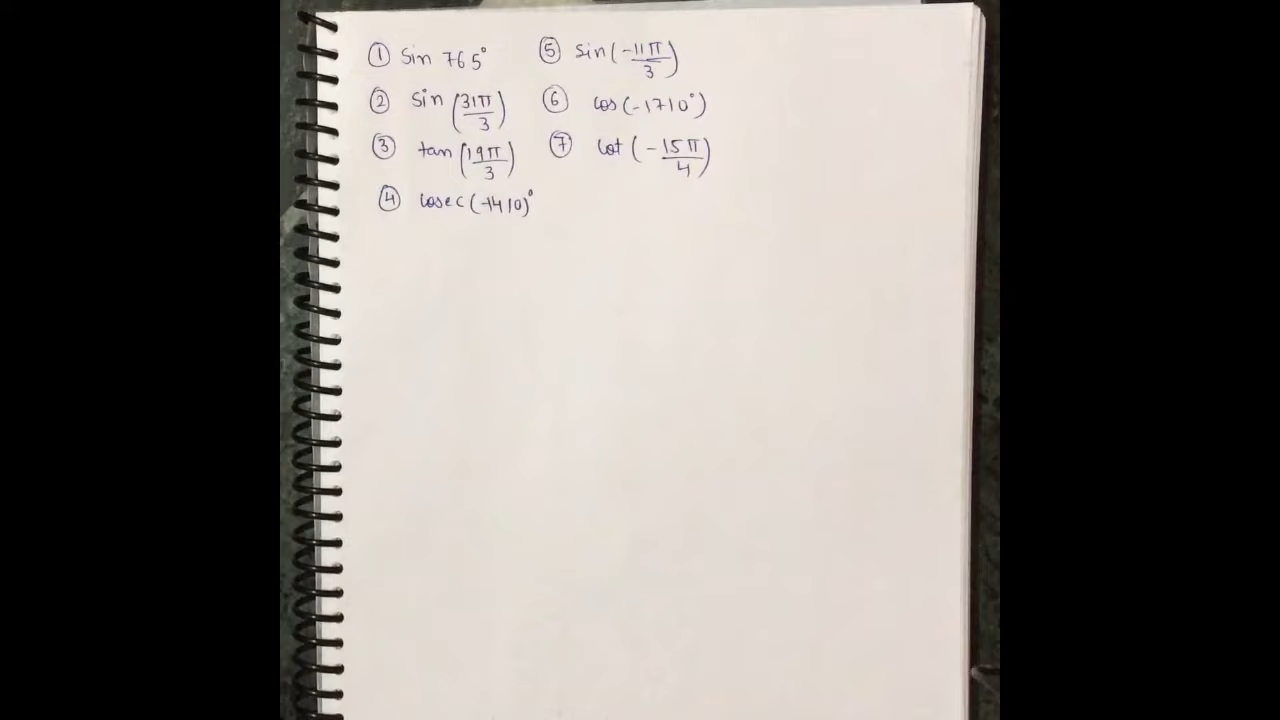 ① sin 765°
② sin (31π/3)
③ tan (19π/3)
④ cosec (-1410)°
⑤ sin (-11π/3)
⑥ cos (-1710°)
⑦ cot (-15π/4)